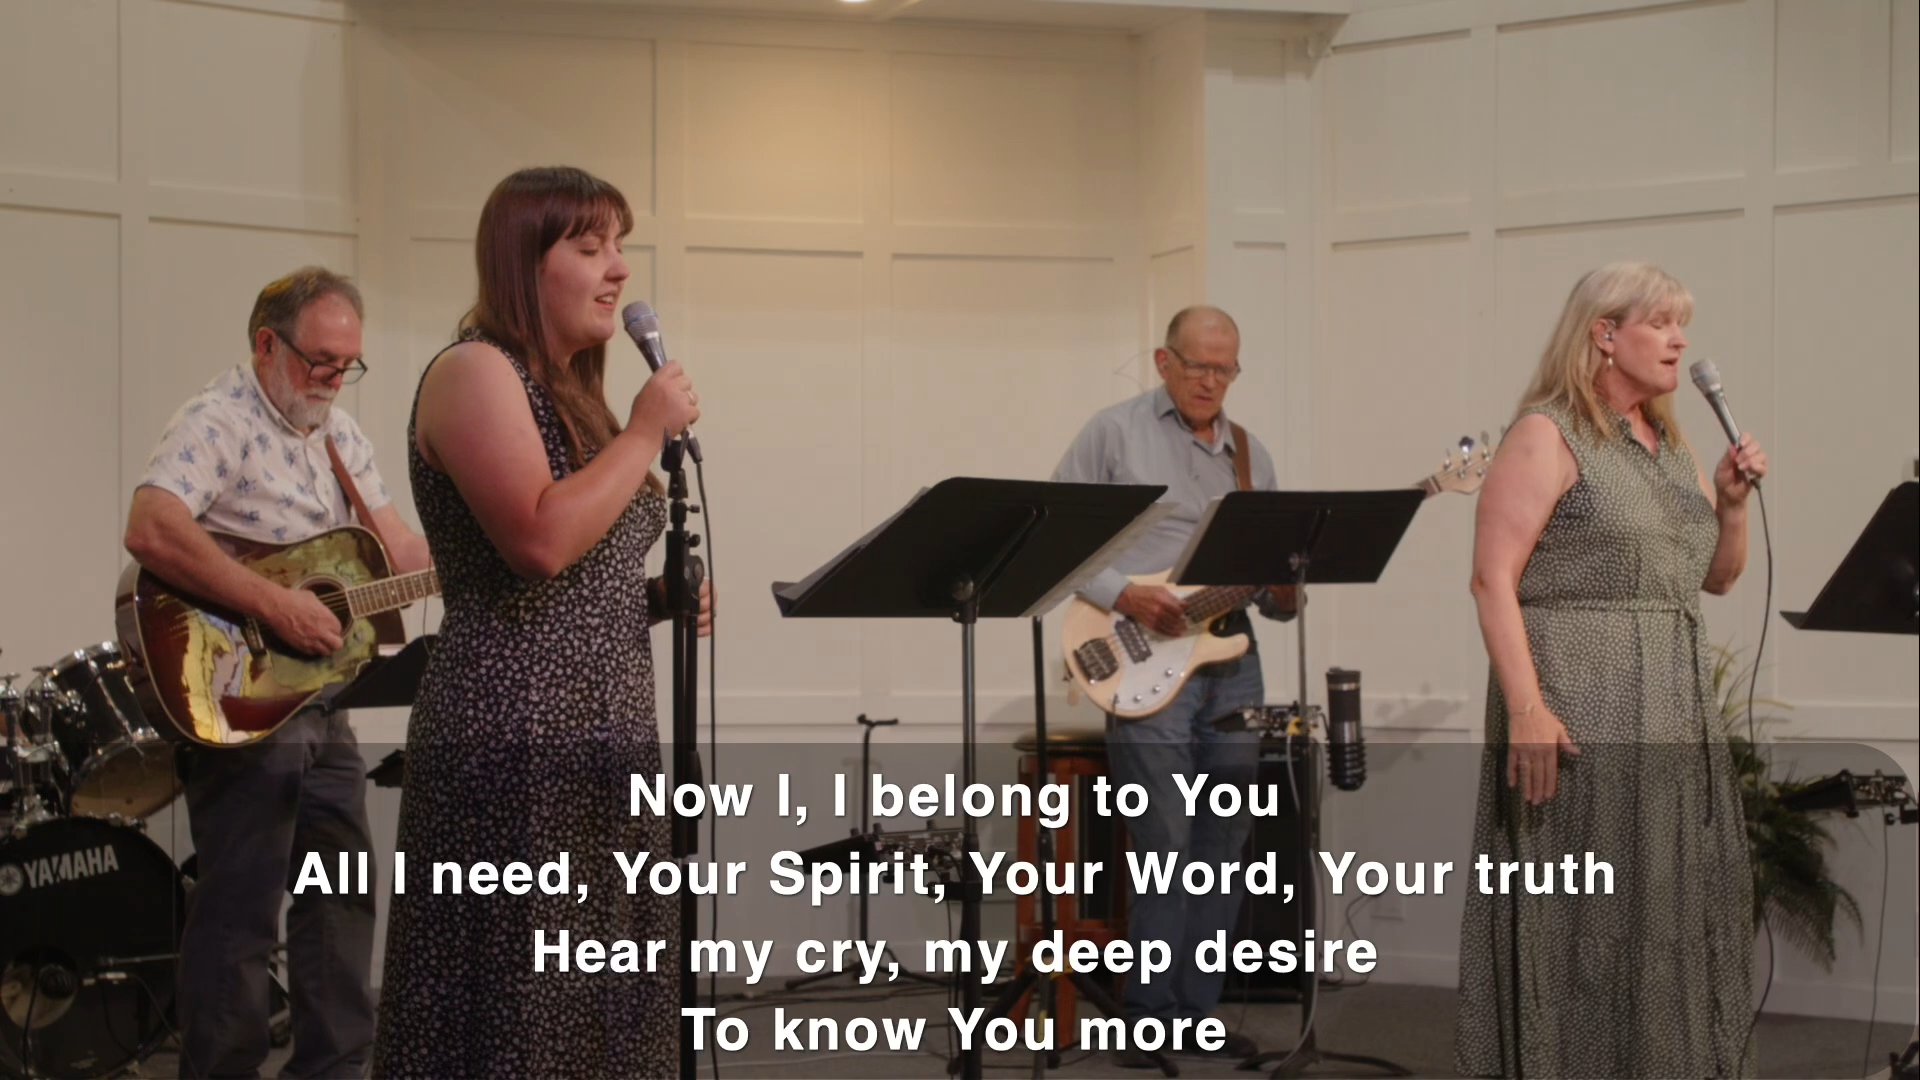 Now I, I belong to You
All I need, Your Spirit, Your Word, Your truth
Hear my cry, my deep desire
To know You more
YAMAHA